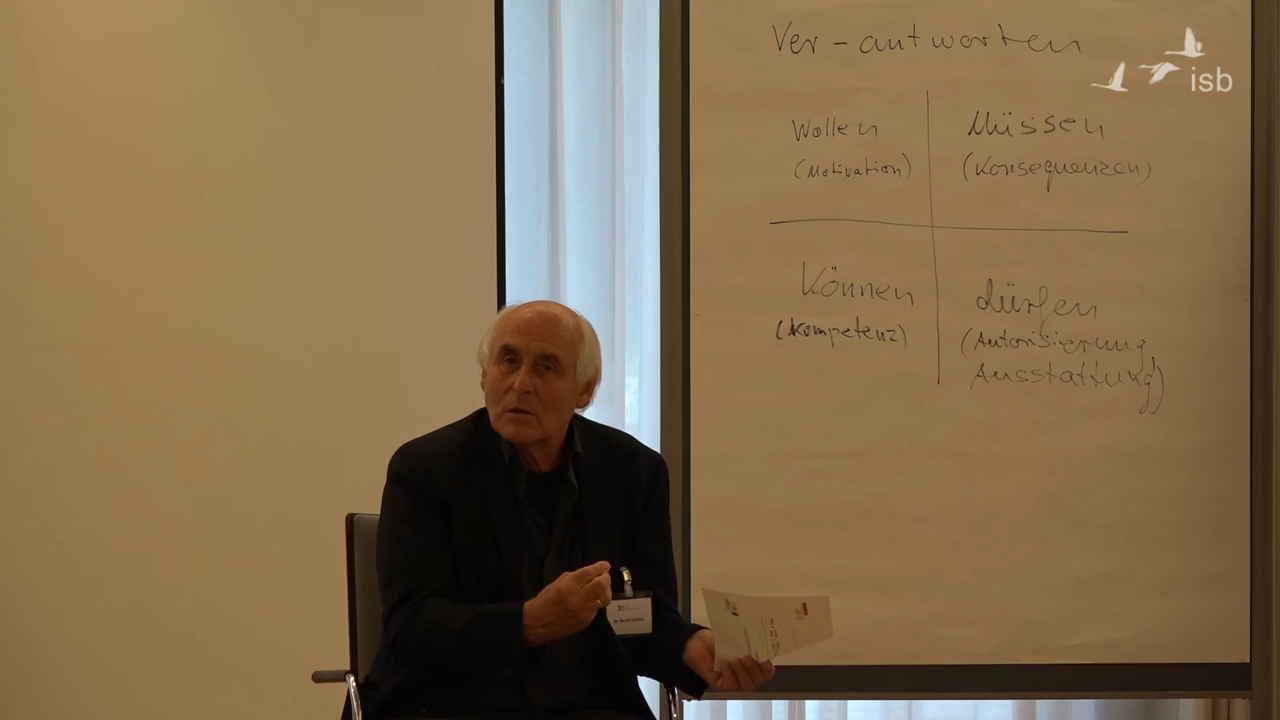 Ver-antworten
isb
Wollen
(Motivation)
Müssen
(Konsequenzen)
Können
(Kompetenz)
dürfen
(Autorisierung,
Ausstattung)